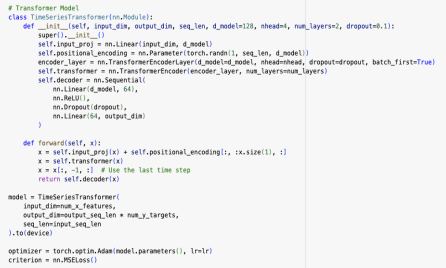 # Transformer Model
class TimeSeriesTransformer(nn.Module):
    def __init__(self, input_dim, output_dim, seq_len, d_model=128, nhead=4, num_layers=2, dropout=0.1):
        super().__init__()
        self.input_proj = nn.Linear(input_dim, d_model)
        self.positional_encoding = nn.Parameter(torch.rand(1, seq_len, d_model))
        encoder_layer = nn.TransformerEncoderLayer(d_model=d_model, nhead=nhead, dropout=dropout, batch_first=True)
        self.transformer = nn.TransformerEncoder(encoder_layer, num_layers=num_layers)
        self.decoder = nn.Sequential(
            nn.Linear(d_model, 64),
            nn.ReLU(),
            nn.Dropout(dropout),
            nn.Linear(64, output_dim)
        )

    def forward(self, x):
        x = self.input_proj(x) + self.positional_encoding[:, :x.size(1), :]
        x = self.transformer(x)
        x = x[:, -1, :]  # Use the last time step
        return self.decoder(x)

model = TimeSeriesTransformer(
    input_dim=num_x_features,
    output_dim=output_seq_len * num_y_targets,
    seq_len=input_seq_len
).to(device)

optimizer = torch.optim.Adam(model.parameters(), lr=lr)
criterion = nn.MSELoss()